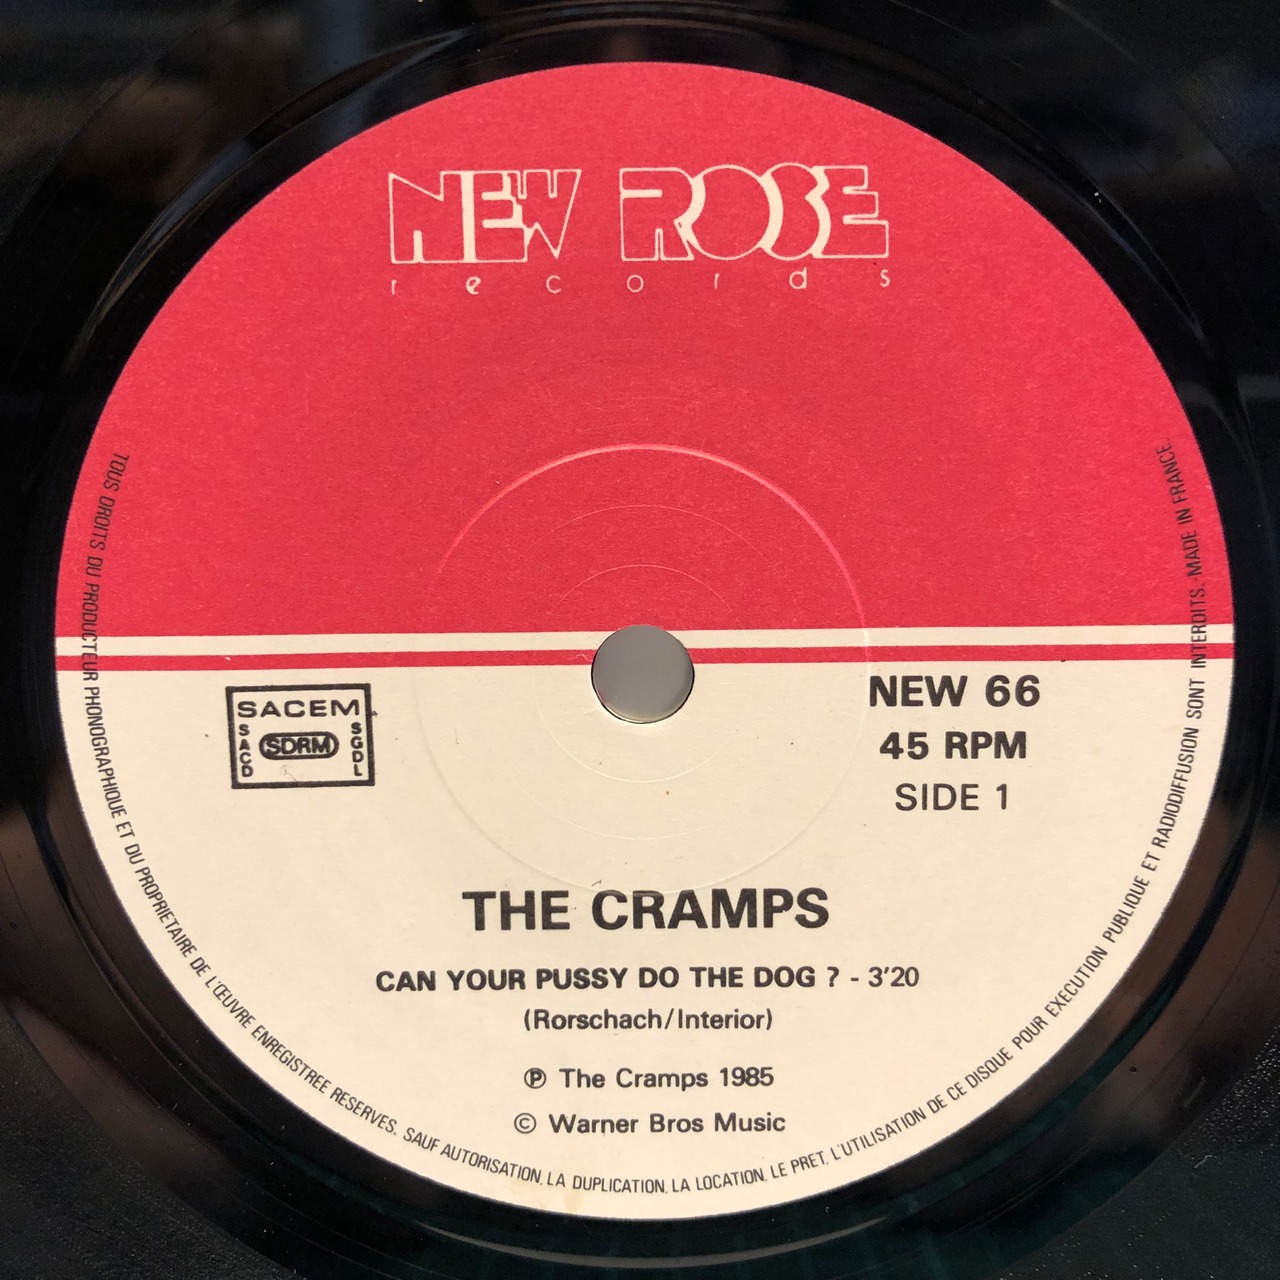 NEW ROSE
records
SACEM
SACD
SDRM
SGDL
NEW 66
45 RPM
SIDE 1
THE CRAMPS
CAN YOUR PUSSY DO THE DOG ? - 3'20
(Rorschach/Interior)
℗ The Cramps 1985
© Warner Bros Music
TOUS DROITS DU PRODUCTEUR PHONOGRAPHIQUE ET DU PROPRIETAIRE DE L'ŒUVRE ENREGISTREE RESERVES. SAUF AUTORISATION, LA DUPLICATION, LA LOCATION, LE PRET, L'UTILISATION DE CE DISQUE POUR EXECUTION PUBLIQUE ET RADIODIFFUSION SONT INTERDITS. MADE IN FRANCE.